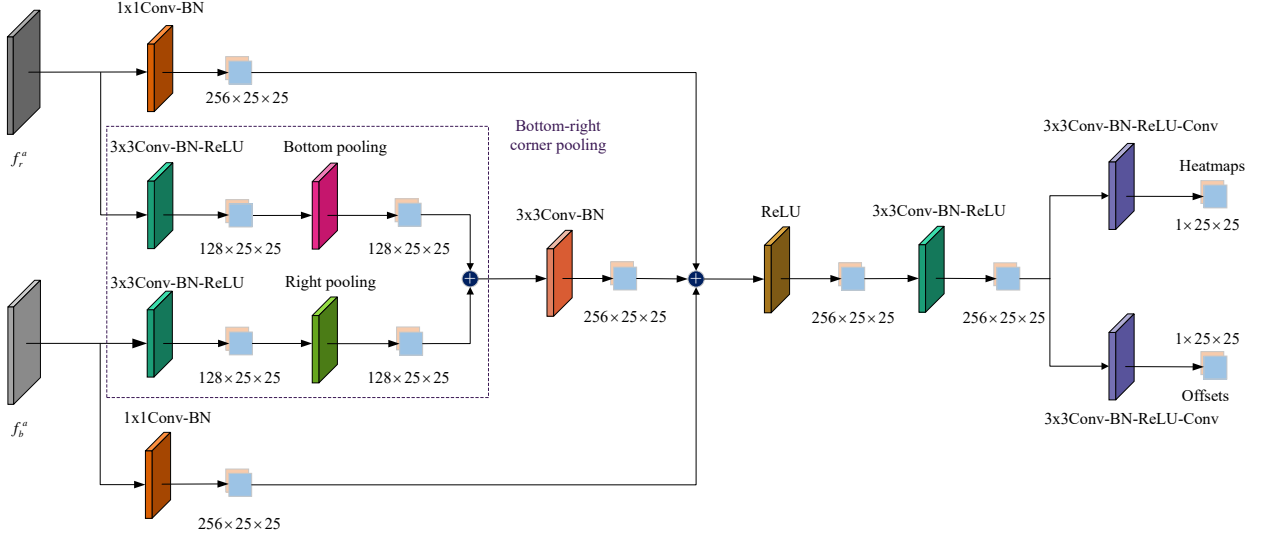 1x1Conv-BN
256×25×25
f_r^a
Bottom-right
corner pooling
3x3Conv-BN-ReLU
Bottom pooling
128×25×25
128×25×25
3x3Conv-BN-ReLU
Right pooling
128×25×25
128×25×25
f_b^a
1x1Conv-BN
256×25×25
3x3Conv-BN
256×25×25
ReLU
256×25×25
3x3Conv-BN-ReLU
256×25×25
3x3Conv-BN-ReLU-Conv
Heatmaps
1×25×25
1×25×25
Offsets
3x3Conv-BN-ReLU-Conv